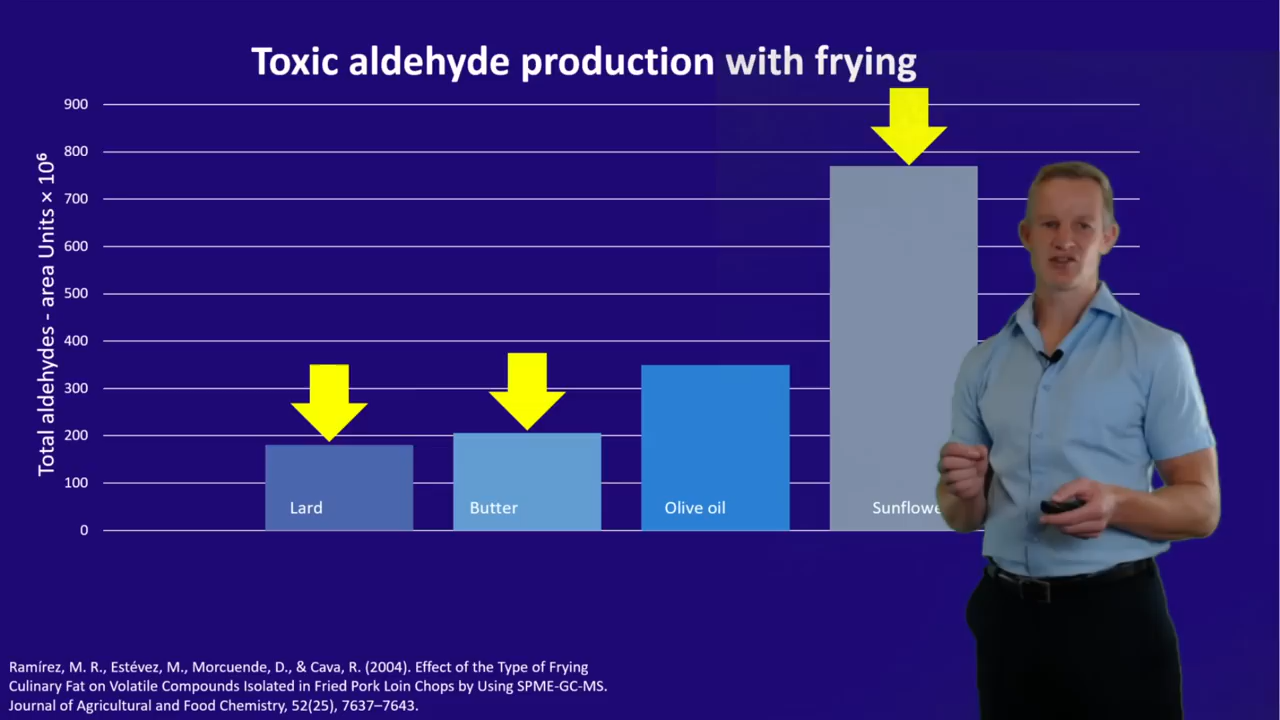 Toxic aldehyde production with frying
Total aldehydes - area Units × 10⁶
900
800
700
600
500
400
300
200
100
0
Lard
Butter
Olive oil
Ramírez, M. R., Estévez, M., Morcuende, D., & Cava, R. (2004). Effect of the Type of Frying
Culinary Fat on Volatile Compounds Isolated in Fried Pork Loin Chops by Using SPME-GC-MS.
Journal of Agricultural and Food Chemistry, 52(25), 7637–7643.